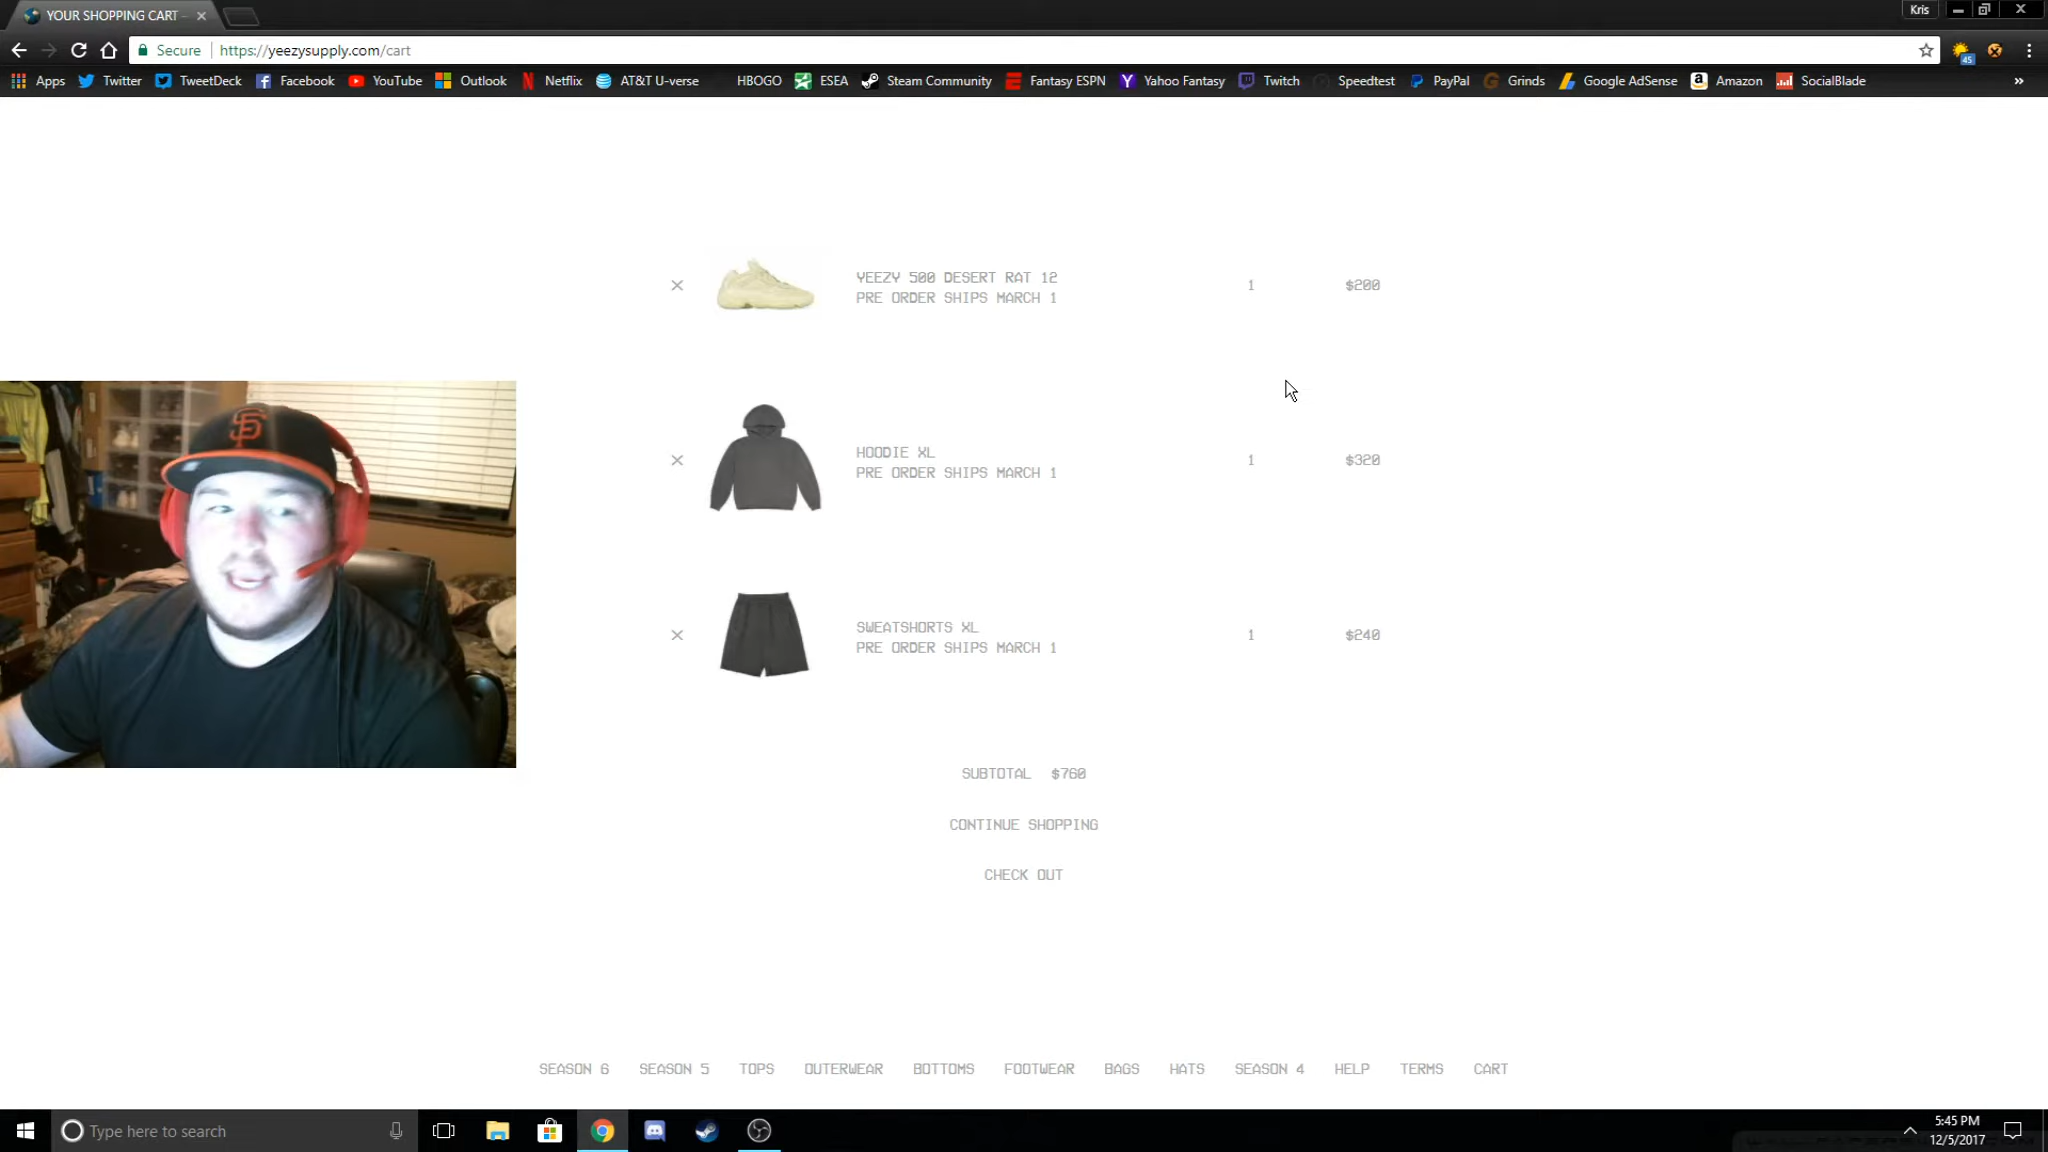 YOUR SHOPPING CART -
Kris
Secure https://yeezysupply.com/cart
45
Apps Twitter TweetDeck Facebook YouTube Outlook Netflix AT&T U-verse HBOGO ESEA Steam Community Fantasy ESPN Yahoo Fantasy Twitch Speedtest PayPal Grinds Google AdSense Amazon SocialBlade »
YEEZY 500 DESERT RAT 12
PRE ORDER SHIPS MARCH 1
1 $200
HOODIE XL
PRE ORDER SHIPS MARCH 1
1 $320
SWEATSHORTS XL
PRE ORDER SHIPS MARCH 1
1 $240
SF
SUBTOTAL $760
CONTINUE SHOPPING
CHECK OUT
SEASON 6 SEASON 5 TOPS OUTERWEAR BOTTOMS FOOTWEAR BAGS HATS SEASON 4 HELP TERMS CART
Type here to search
5:45 PM
12/5/2017